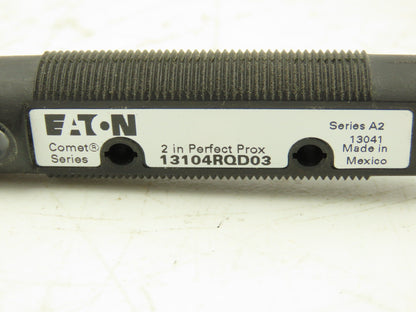 EATON
Series A2
13041
Comet®
Series
2 in Perfect Prox
13104RQD03
Made in
Mexico